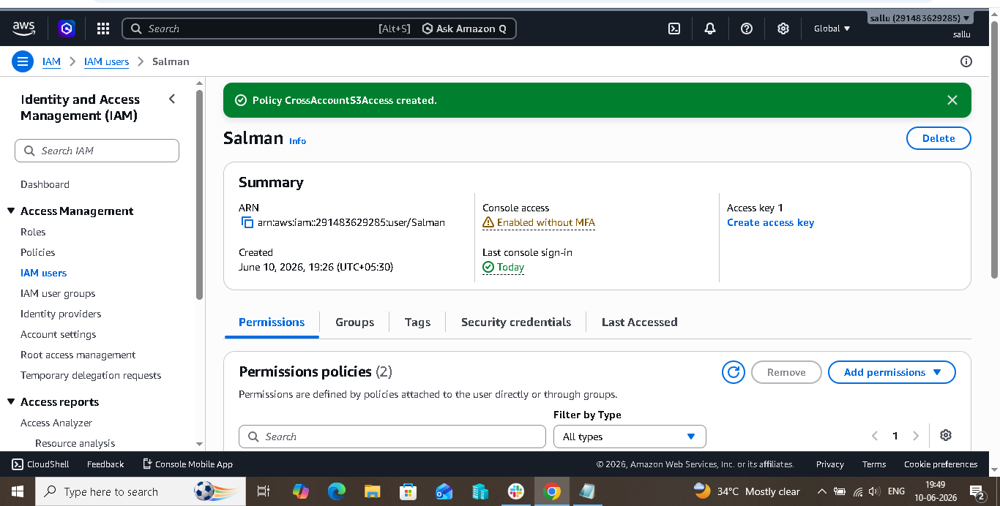 aws
Search [Alt+S] Ask Amazon Q
Global
sallu (291483629285)
sallu
IAM
IAM users
Salman
Identity and Access
Management (IAM)
Search IAM
Dashboard
Access Management
Roles
Policies
IAM users
IAM user groups
Identity providers
Account settings
Root access management
Temporary delegation requests
Access reports
Access Analyzer
Resource analysis
Policy CrossAccountS3Access created.
Salman Info
Delete
Summary
ARN
arn:aws:iam::291483629285:user/Salman
Created
June 10, 2026, 19:26 (UTC+05:30)
Console access
Enabled without MFA
Last console sign-in
Today
Access key 1
Create access key
Permissions Groups Tags Security credentials Last Accessed
Permissions policies (2)
Remove
Add permissions
Permissions are defined by policies attached to the user directly or through groups.
Filter by Type
Search
All types
1
CloudShell Feedback Console Mobile App
© 2026, Amazon Web Services, Inc. or its affiliates. Privacy Terms Cookie preferences
Type here to search
34°C Mostly clear
ENG
19:49
10-06-2026
2